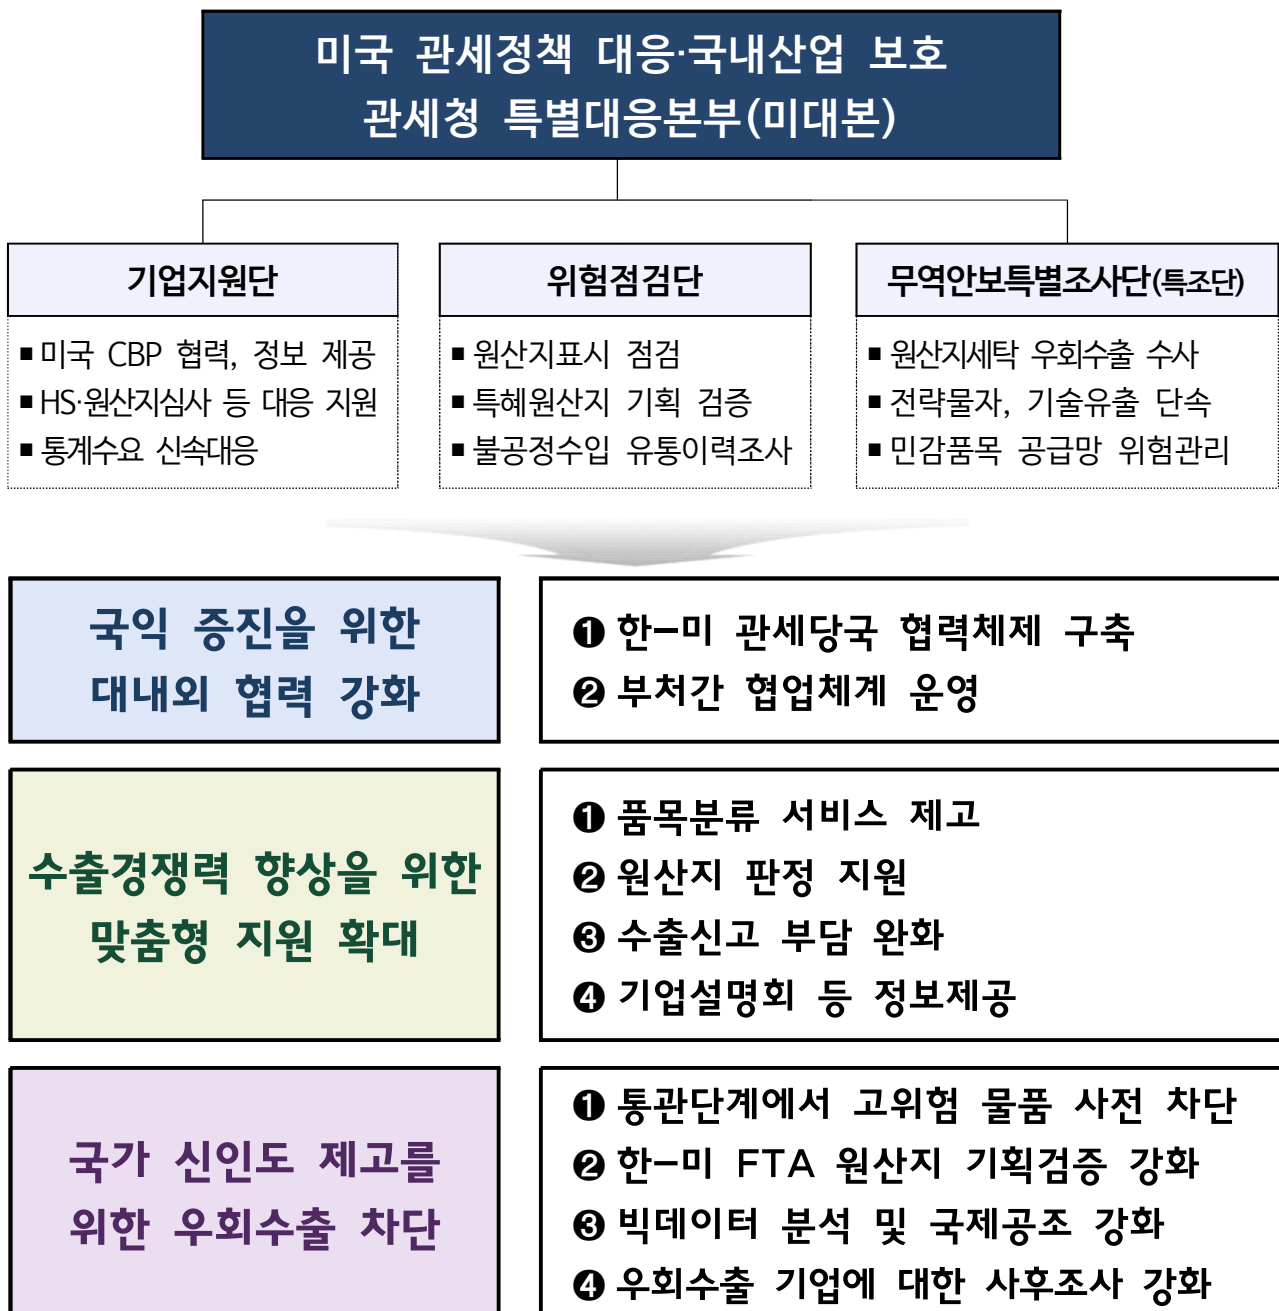 미국 관세정책 대응·국내산업 보호
관세청 특별대응본부(미대본)
기업지원단
▪ 미국 CBP 협력, 정보 제공
▪ HS·원산지심사 등 대응 지원
▪ 통계수요 신속대응
위험점검단
▪ 원산지표시 점검
▪ 특혜원산지 기획 검증
▪ 불공정수입 유통이력조사
무역안보특별조사단(특조단)
▪ 원산지세탁 우회수출 수사
▪ 전략물자, 기술유출 단속
▪ 민감품목 공급망 위험관리
국익 증진을 위한
대내외 협력 강화
❶ 한-미 관세당국 협력체제 구축
❷ 부처간 협업체계 운영
수출경쟁력 향상을 위한
맞춤형 지원 확대
❶ 품목분류 서비스 제고
❷ 원산지 판정 지원
❸ 수출신고 부담 완화
❹ 기업설명회 등 정보제공
국가 신인도 제고를
위한 우회수출 차단
❶ 통관단계에서 고위험 물품 사전 차단
❷ 한-미 FTA 원산지 기획검증 강화
❸ 빅데이터 분석 및 국제공조 강화
❹ 우회수출 기업에 대한 사후조사 강화